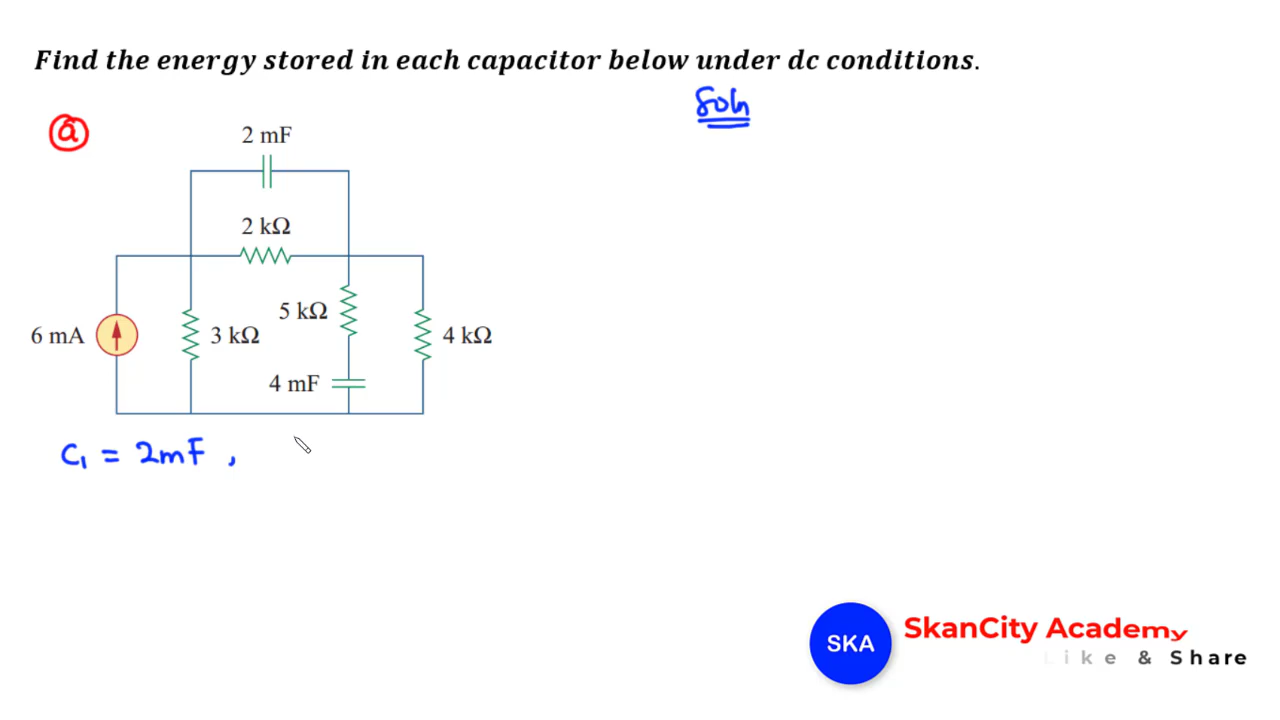 Find the energy stored in each capacitor below under dc conditions.
Soln
a
2 mF
2 kΩ
5 kΩ
6 mA
3 kΩ
4 kΩ
4 mF
C1 = 2mF ,
SKA
SkanCity Academy
Like & Share